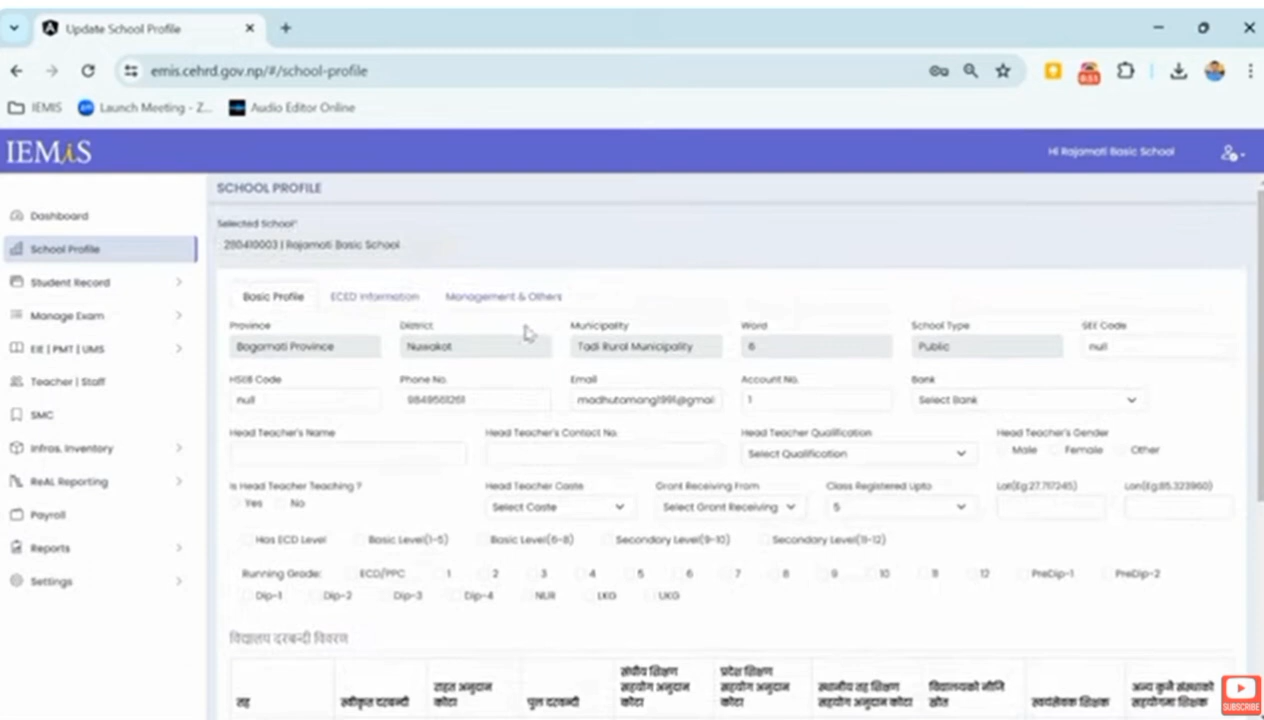 Update School Profile
emis.cehrd.gov.np/#/school-profile
0:51
IEMIS Launch Meeting - Z... Audio Editor Online
IEMiS Hi Rajamati Basic School
SCHOOL PROFILE
Dashboard
Selected School*
School Profile
280410003 | Rajamati Basic School
Student Record
Basic Profile ECED Information Management & Others
Manage Exam
Province District Municipality Ward School Type SEE Code
EIE | PMT | UMS
Bagamati Province Nuwakot Tadi Rural Municipality 6 Public null
Teacher | Staff
HSEB Code Phone No. Email Account No. Bank
null 9849561261 madhutamang1991@gmai 1 Select Bank
SMC
Head Teacher's Name Head Teacher's Contact No. Head Teacher Qualification Head Teacher's Gender
Infras. Inventory
Select Qualification Male Female Other
ReAL Reporting
Is Head Teacher Teaching ? Head Teacher Caste Grant Receiving From Class Registered Upto Lat(Eg:27.717245) Lon(Eg:85.323960)
Yes No Select Caste Select Grant Receiving 5
Payroll
Has ECD Level Basic Level(1-5) Basic Level(6-8) Secondary Level(9-10) Secondary Level(11-12)
Reports
Running Grade: ECD/PPC 1 2 3 4 5 6 7 8 9 10 11 12 PreDip-1 PreDip-2
Settings
Dip-1 Dip-2 Dip-3 Dip-4 NUR LKG UKG
विद्यालय दरबन्दी विवरण
तह स्वीकृत दरबन्दी राहत अनुदान कोटा पुल दरबन्दी संघीय शिक्षण सहयोग अनुदान कोटा प्रदेश शिक्षण सहयोग अनुदान कोटा स्थानीय तह शिक्षण सहयोग अनुदान कोटा विद्यालयको नीजि स्रोत स्वयंसेवक शिक्षक अन्य कुनै संस्थाको सहयोगमा शिक्षक
SUBSCRIBE